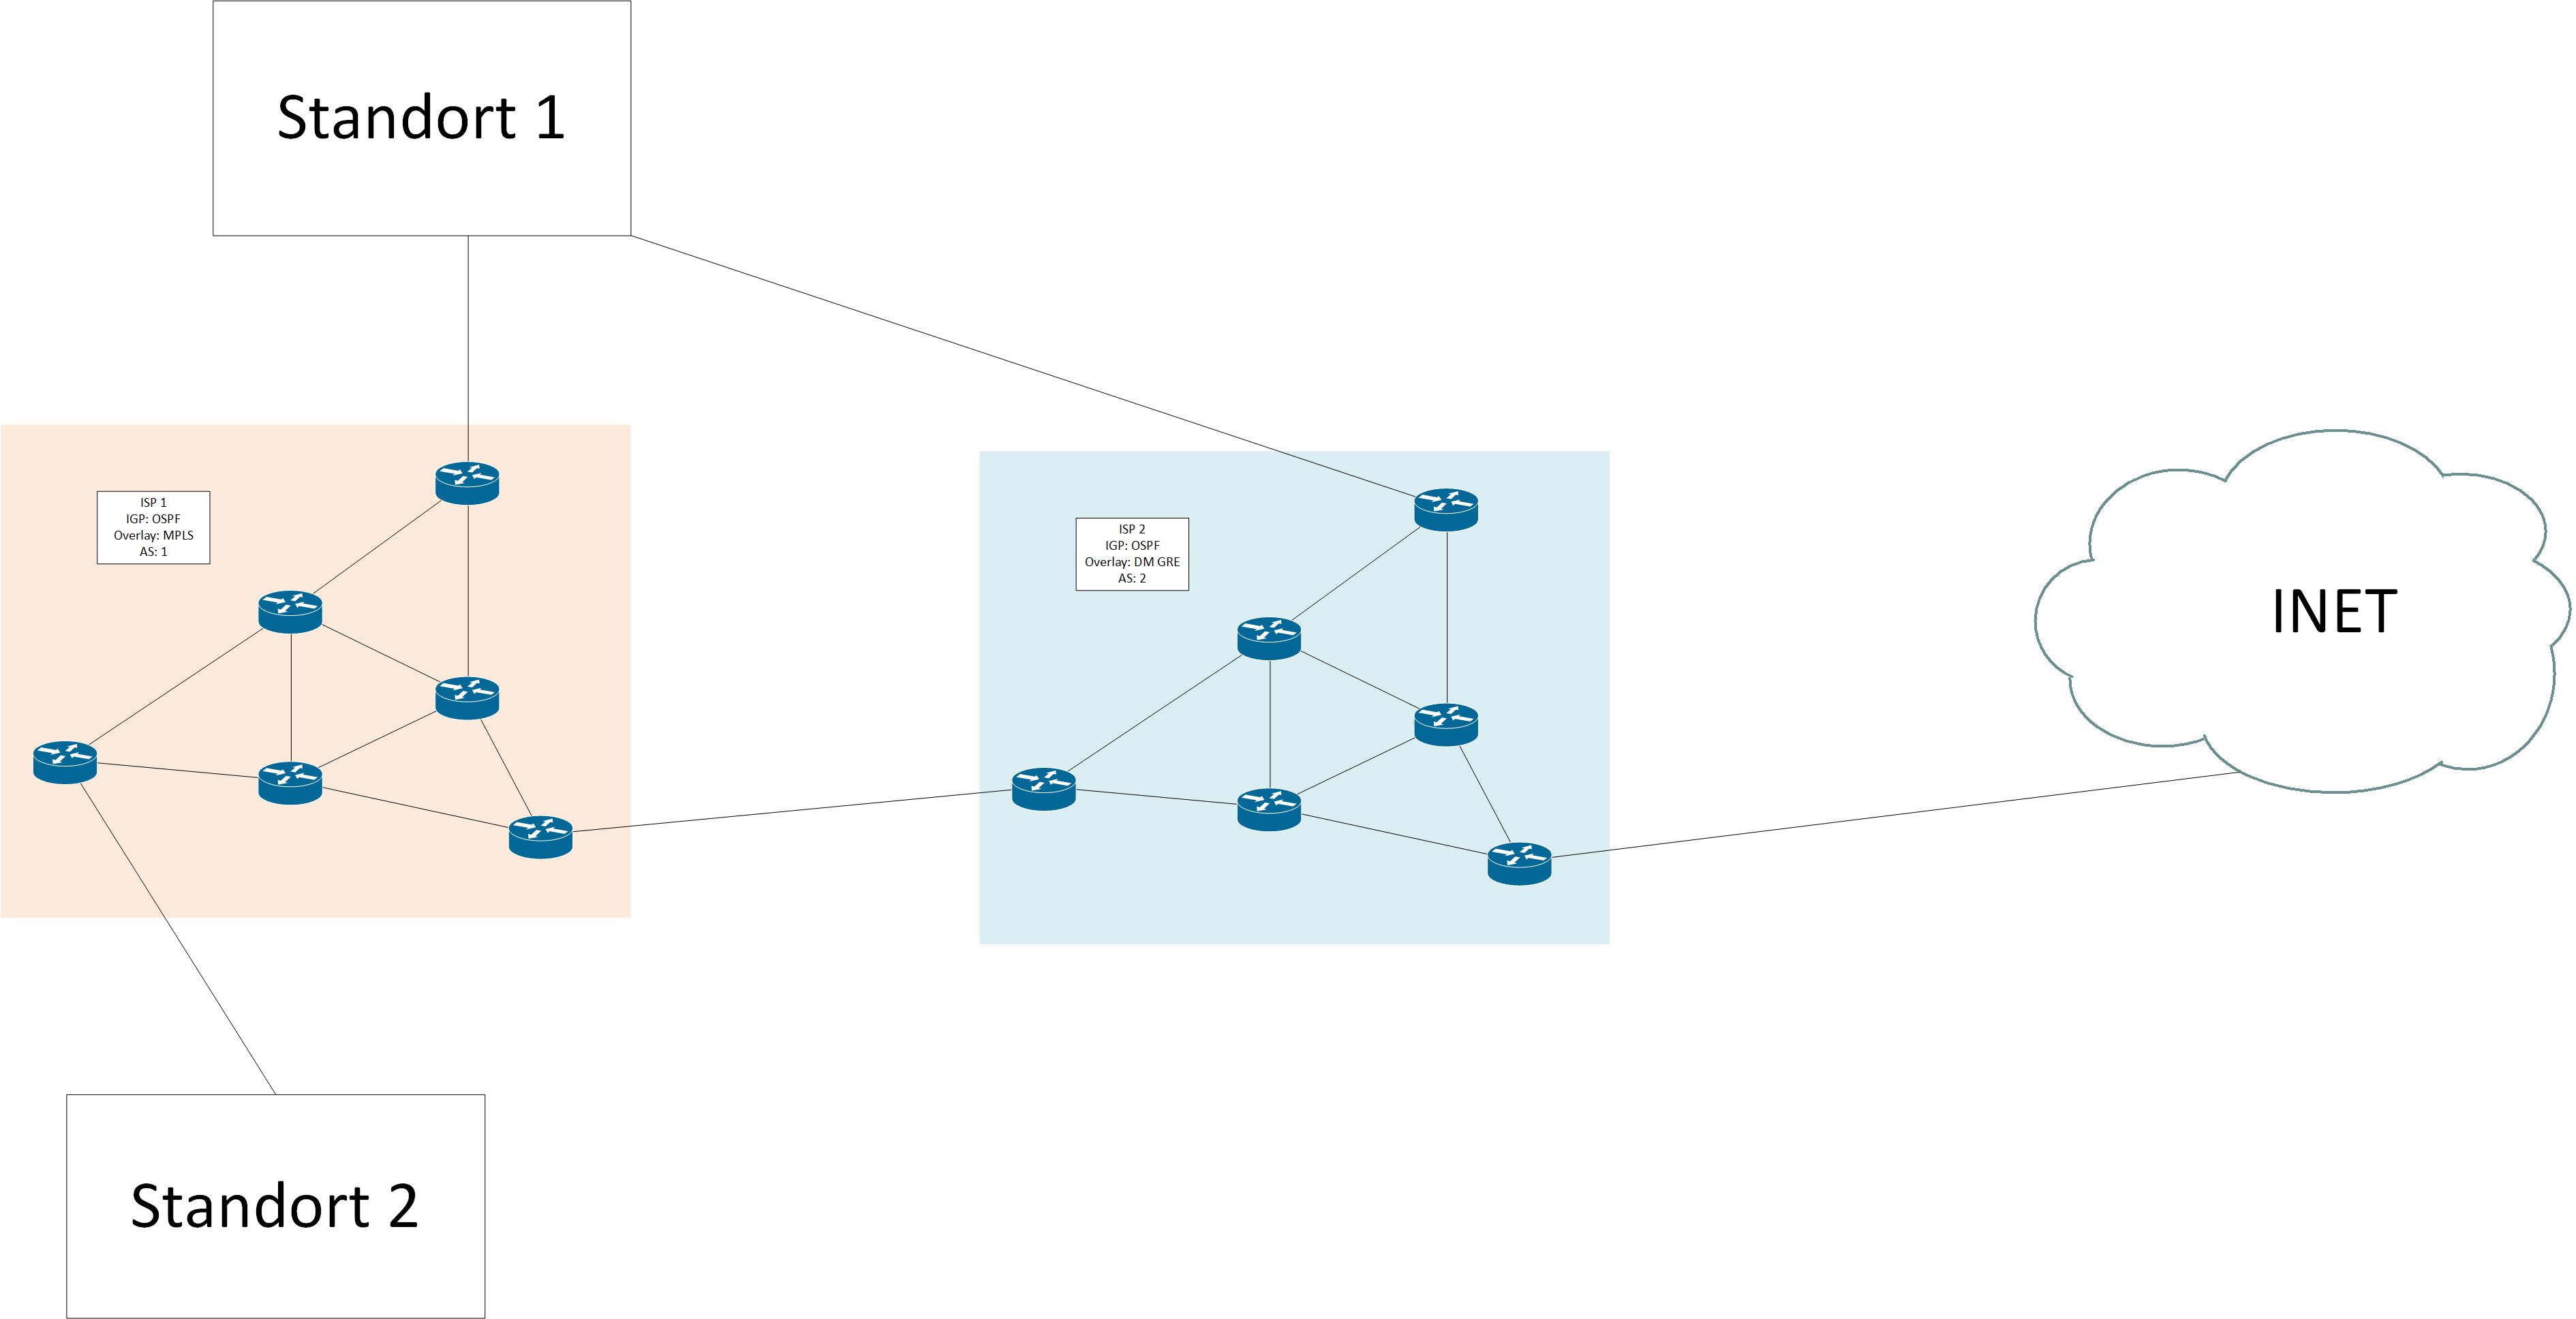 Standort 1
ISP 1
IGP: OSPF
Overlay: MPLS
AS: 1
ISP 2
IGP: OSPF
Overlay: DM GRE
AS: 2
INET
Standort 2